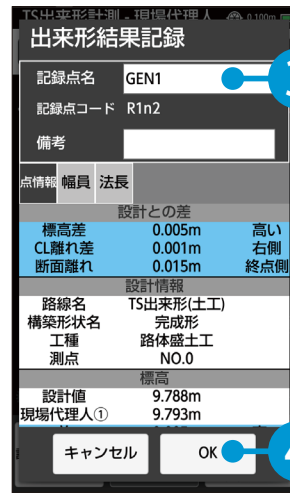 TS出来形計測 - 現場代理人 0.100m
出来形結果記録
記録点名 GEN1
記録点コード R1n2
備考
点情報 幅員 法長
設計との差
標高差 0.005m 高い
CL離れ差 0.001m 右側
断面離れ 0.015m 終点側
設計情報
路線名 TS出来形(土工)
構築形状名 完成形
工種 路体盛土工
測点 NO.0
標高
設計値 9.788m
現場代理人① 9.793m
キャンセル OK